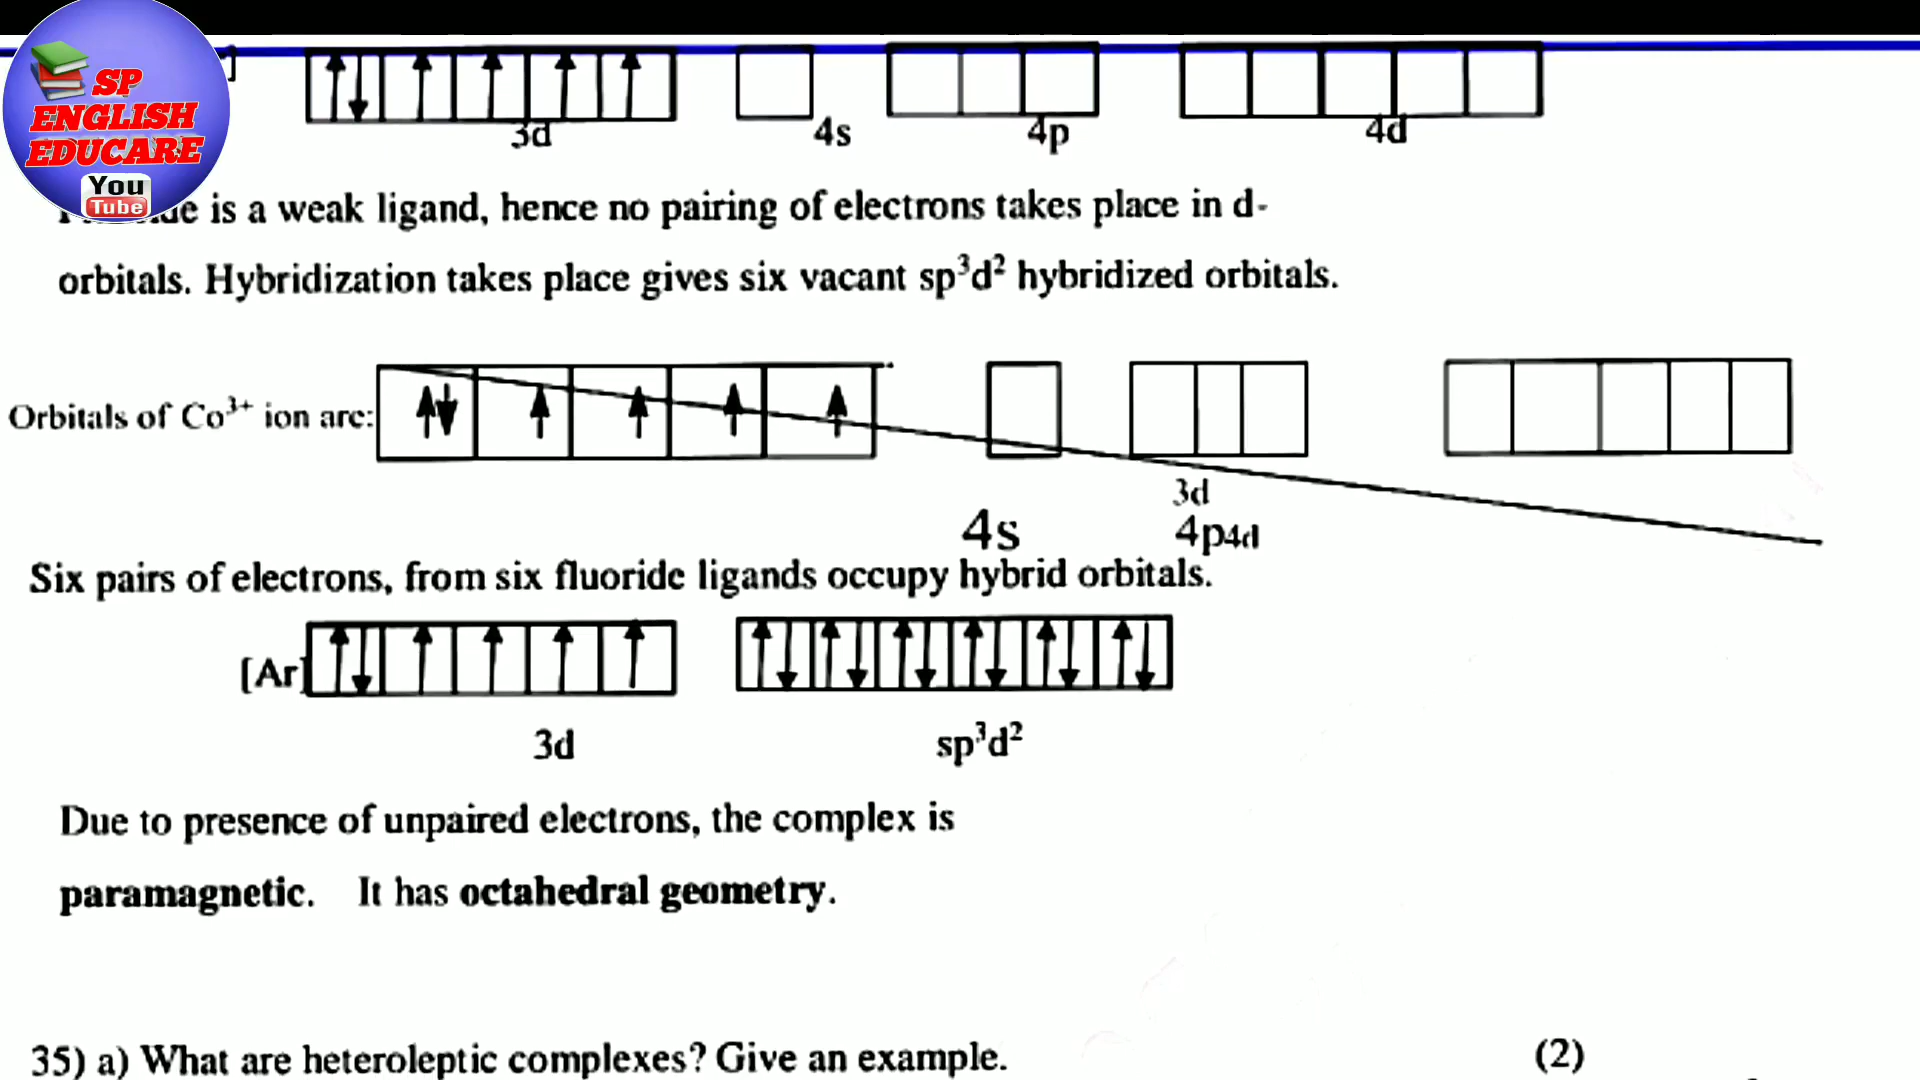 SP
ENGLISH
EDUCARE
You
Tube
]
3d 4s 4p 4d
is a weak ligand, hence no pairing of electrons takes place in d-
orbitals. Hybridization takes place gives six vacant sp³d² hybridized orbitals.
Orbitals of Co³⁺ ion are:
3d
4s 4p4d
Six pairs of electrons, from six fluoride ligands occupy hybrid orbitals.
[Ar]
3d sp³d²
Due to presence of unpaired electrons, the complex is
paramagnetic. It has octahedral geometry.
35) a) What are heteroleptic complexes? Give an example. (2)